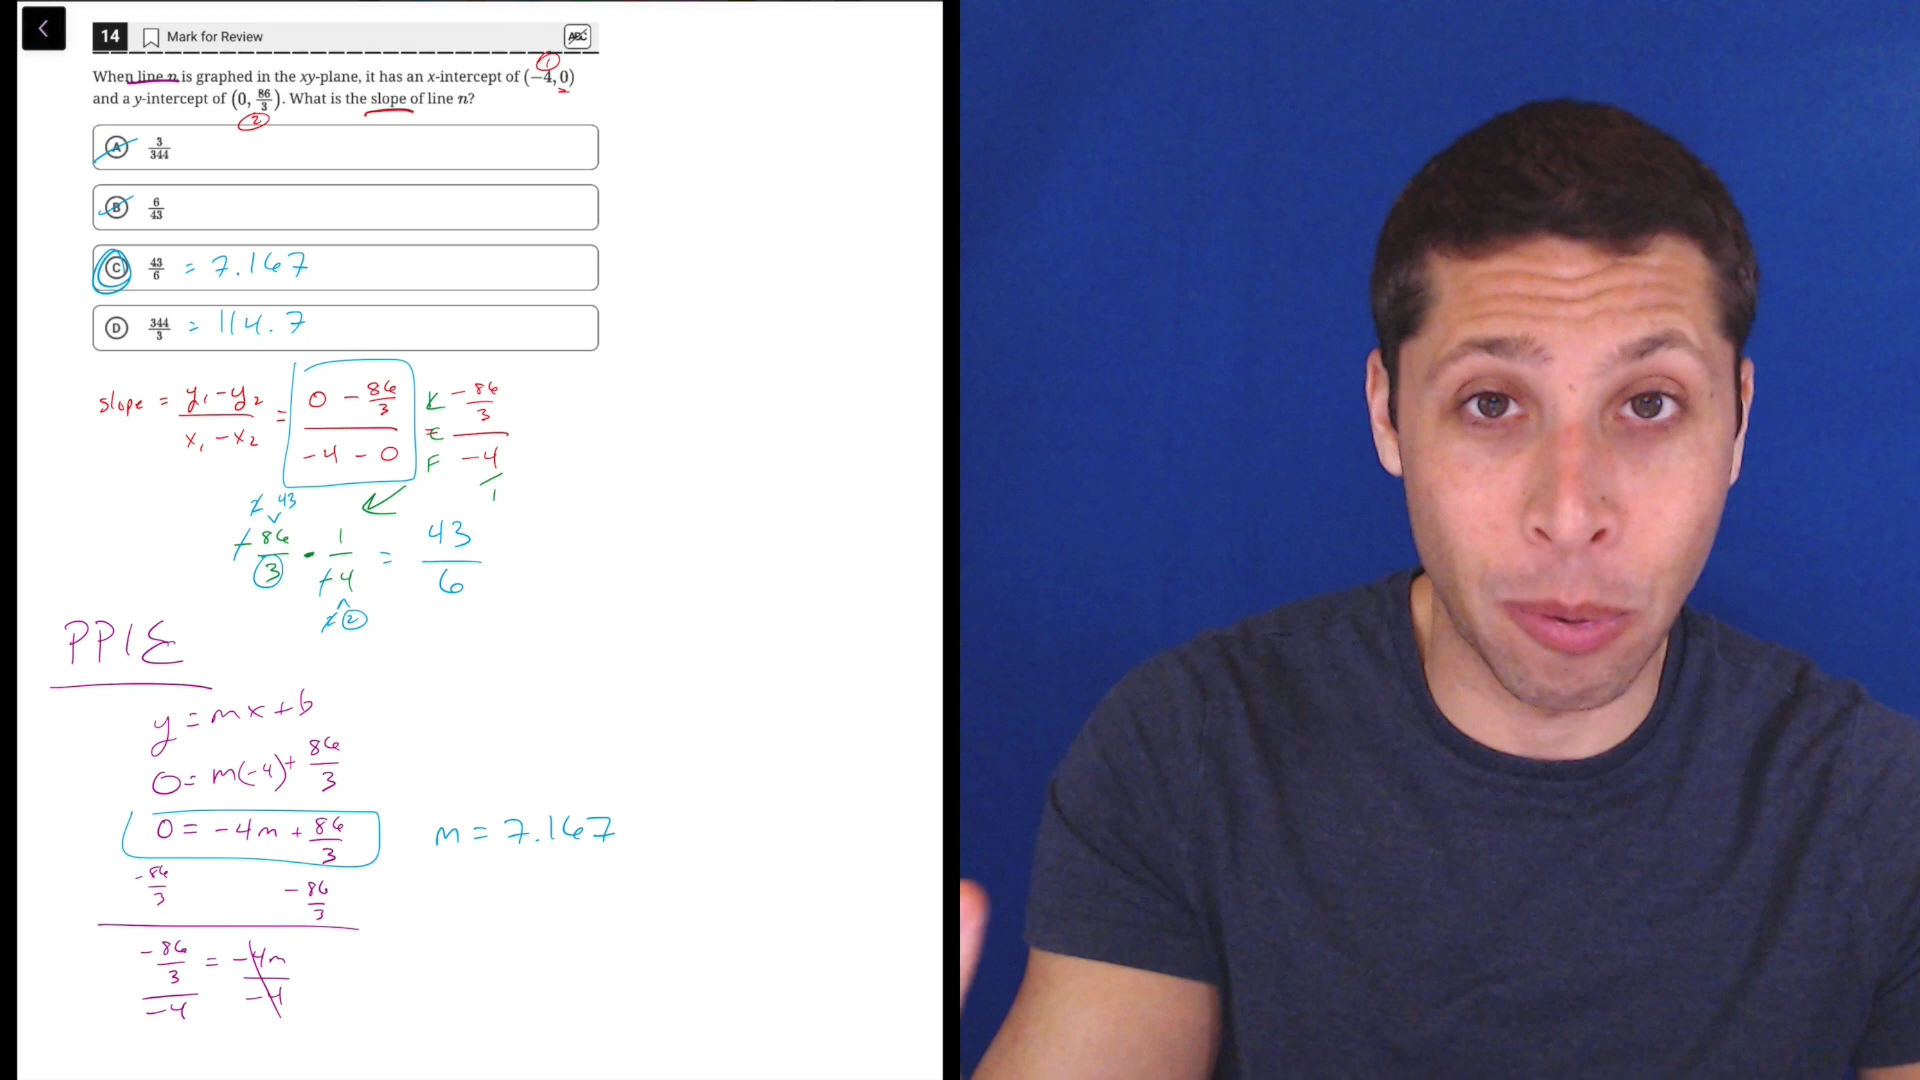 14 Mark for Review ABC
When line n is graphed in the xy-plane, it has an x-intercept of (−4, 0)
and a y-intercept of (0, 86/3). What is the slope of line n?
1
2
A 3/344
B 6/43
C 43/6 = 7.167
D 344/3 = 114.7
slope = y₁ - y₂ / x₁ - x₂ = 0 - 86/3 / -4 - 0 K E F -86/3 / -4 / 1
2 43
-86/3 · 1/-4 = 43/6
2 2
PPIE
y = mx + b
0 = m(-4) + 86/3
0 = -4m + 86/3 m = 7.167
-86/3 -86/3
-86/3 / -4 = -4m / -4